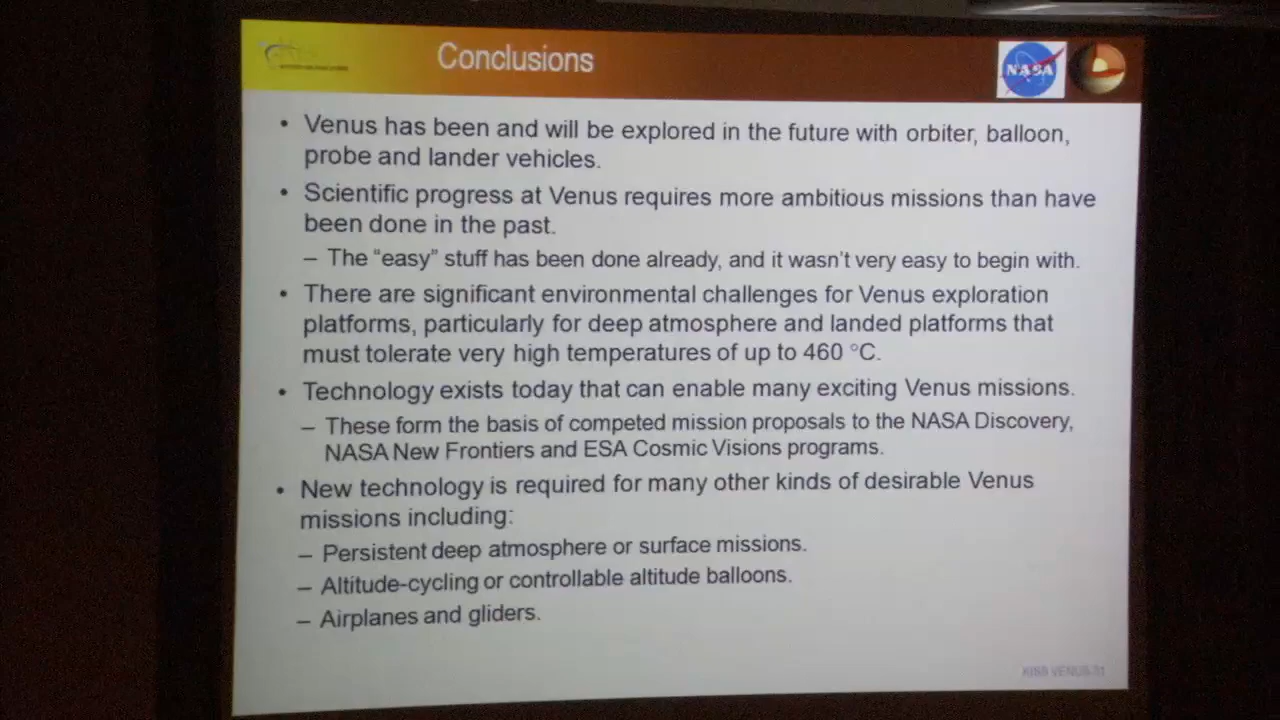 Conclusions
NASA
• Venus has been and will be explored in the future with orbiter, balloon,
probe and lander vehicles.
• Scientific progress at Venus requires more ambitious missions than have
been done in the past.
– The “easy” stuff has been done already, and it wasn’t very easy to begin with.
• There are significant environmental challenges for Venus exploration
platforms, particularly for deep atmosphere and landed platforms that
must tolerate very high temperatures of up to 460 °C.
• Technology exists today that can enable many exciting Venus missions.
– These form the basis of competed mission proposals to the NASA Discovery,
NASA New Frontiers and ESA Cosmic Visions programs.
• New technology is required for many other kinds of desirable Venus
missions including:
– Persistent deep atmosphere or surface missions.
– Altitude-cycling or controllable altitude balloons.
– Airplanes and gliders.
KISS VENUS-31